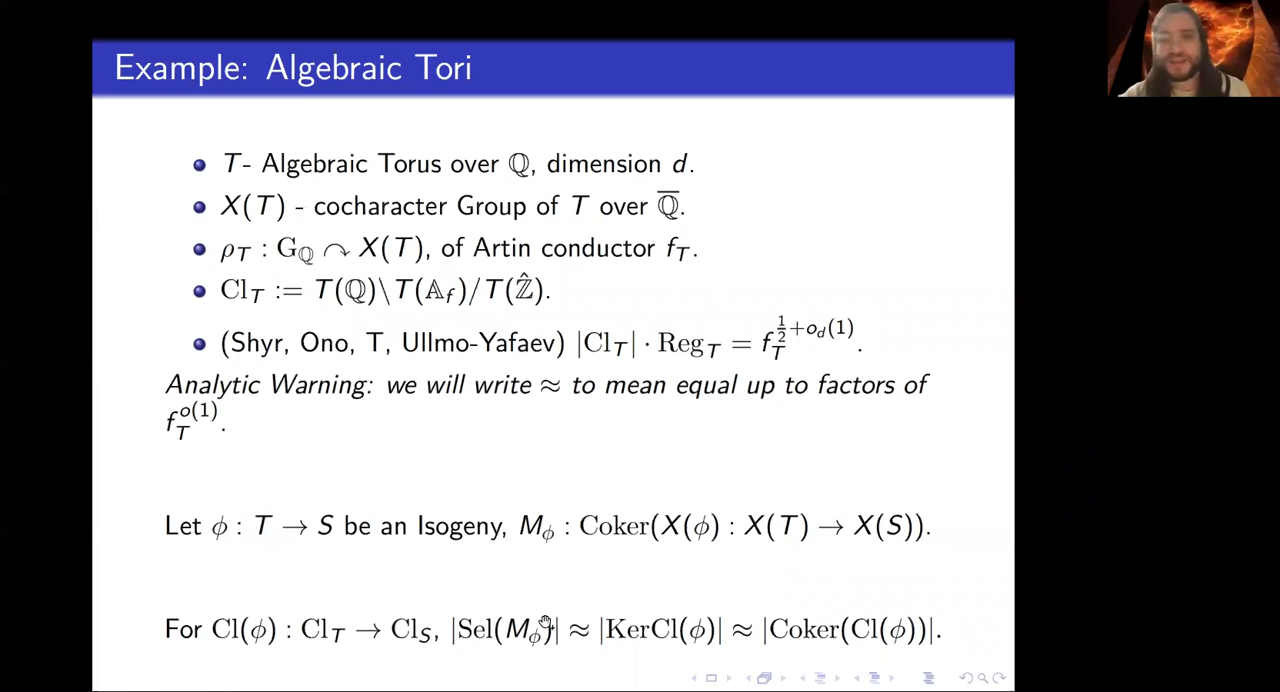 Example: Algebraic Tori
T- Algebraic Torus over ℚ, dimension d.
X(T) - cocharacter Group of T over \overline{ℚ}.
ρ_T : G_ℚ ↷ X(T), of Artin conductor f_T.
Cl_T := T(ℚ)\T(𝔸_f)/T(\hat{ℤ}).
(Shyr, Ono, T, Ullmo-Yafaev) |Cl_T| · Reg_T = f_T^{\frac{1}{2}+o_d(1)}.
Analytic Warning: we will write ≈ to mean equal up to factors of
f_T^{o(1)}.
Let ϕ : T → S be an Isogeny, M_ϕ : Coker(X(ϕ) : X(T) → X(S)).
For Cl(ϕ) : Cl_T → Cl_S, |Sel(M_ϕ)| ≈ |KerCl(ϕ)| ≈ |Coker(Cl(ϕ))|.